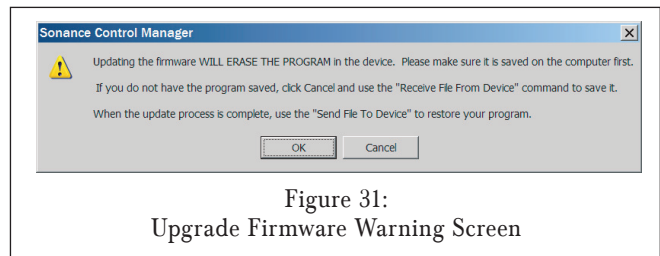 Sonance Control Manager
Updating the firmware WILL ERASE THE PROGRAM in the device. Please make sure it is saved on the computer first.
If you do not have the program saved, click Cancel and use the "Receive File From Device" command to save it.
When the update process is complete, use the "Send File To Device" to restore your program.
OK Cancel
Figure 31:
Upgrade Firmware Warning Screen